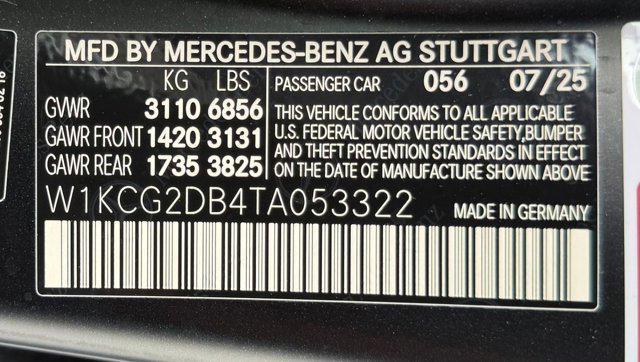 MFD BY MERCEDES-BENZ AG STUTTGART
KG LBS
GVWR 3110 6856
GAWR FRONT 1420 3131
GAWR REAR 1735 3825
PASSENGER CAR 056 07/25
THIS VEHICLE CONFORMS TO ALL APPLICABLE
U.S. FEDERAL MOTOR VEHICLE SAFETY, BUMPER
AND THEFT PREVENTION STANDARDS IN EFFECT
ON THE DATE OF MANUFACTURE SHOWN ABOVE
W1KCG2DB4TA053322 MADE IN GERMANY